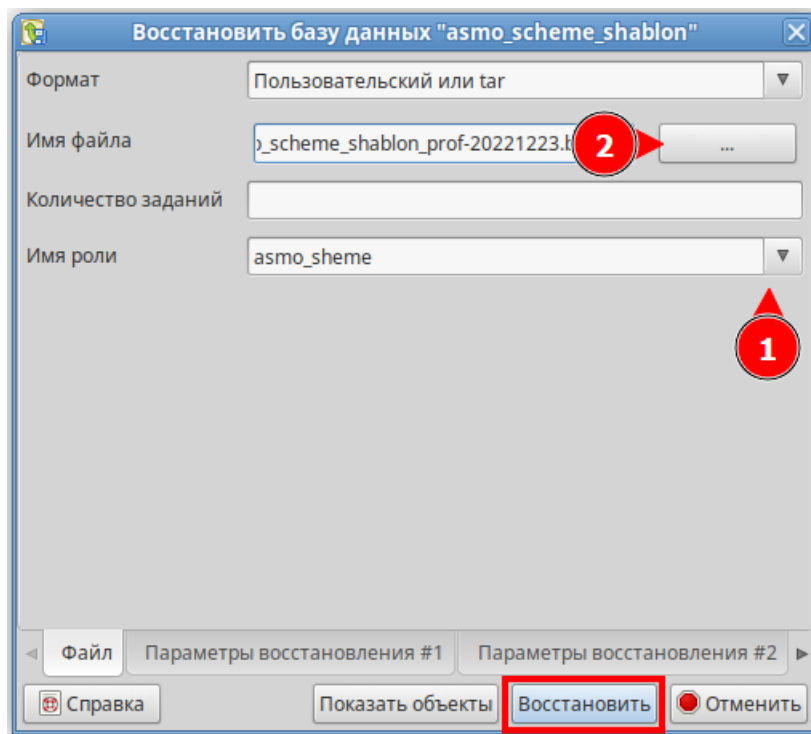 Восстановить базу данных "asmo_scheme_shablon"
Формат
Пользовательский или tar
Имя файла
_scheme_shablon_prof-20221223.b
2
...
Количество заданий
Имя роли
asmo_sheme
1
Файл
Параметры восстановления #1
Параметры восстановления #2
Справка
Показать объекты
Восстановить
Отменить